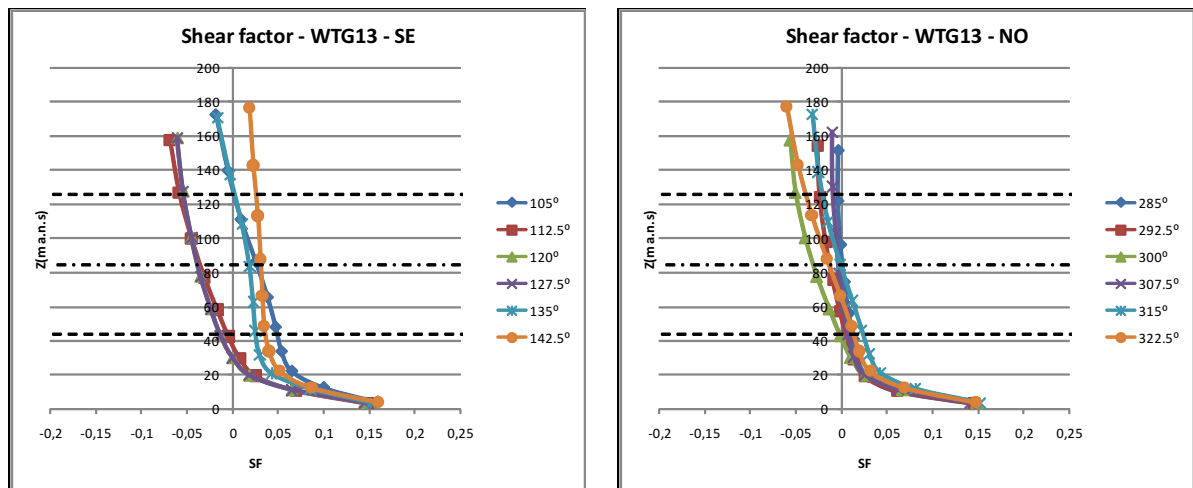 Shear factor - WTG13 - SE
200
180
160
140
120
100
80
60
40
20
0
-0,2 -0,15 -0,1 -0,05 0 0,05 0,1 0,15 0,2 0,25
Z(m a.n.s)
SF
105º
112.5º
120º
127.5º
135º
142.5º
Shear factor - WTG13 - NO
200
180
160
140
120
100
80
60
40
20
0
-0,2 -0,15 -0,1 -0,05 0 0,05 0,1 0,15 0,2 0,25
Z(m a.n.s)
SF
285º
292.5º
300º
307.5º
315º
322.5º